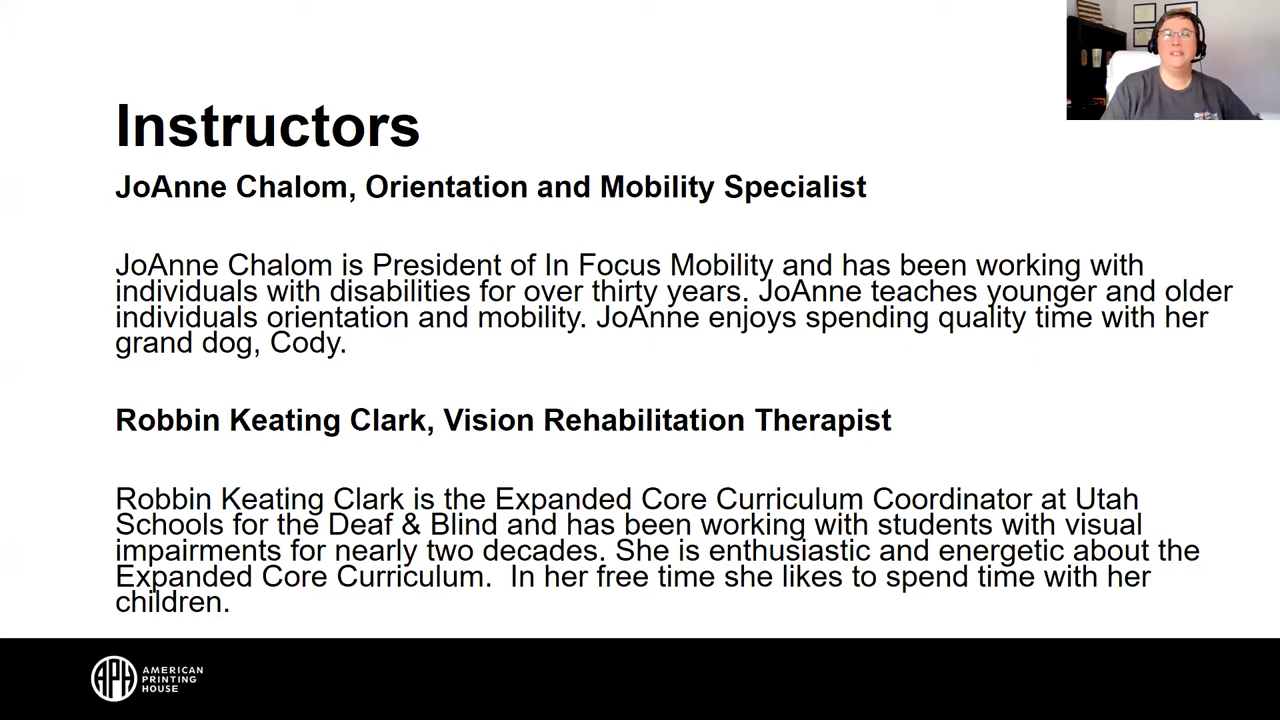 Instructors
JoAnne Chalom, Orientation and Mobility Specialist
JoAnne Chalom is President of In Focus Mobility and has been working with
individuals with disabilities for over thirty years. JoAnne teaches younger and older
individuals orientation and mobility. JoAnne enjoys spending quality time with her
grand dog, Cody.
Robbin Keating Clark, Vision Rehabilitation Therapist
Robbin Keating Clark is the Expanded Core Curriculum Coordinator at Utah
Schools for the Deaf & Blind and has been working with students with visual
impairments for nearly two decades. She is enthusiastic and energetic about the
Expanded Core Curriculum.  In her free time she likes to spend time with her
children.
APH
AMERICAN
PRINTING
HOUSE